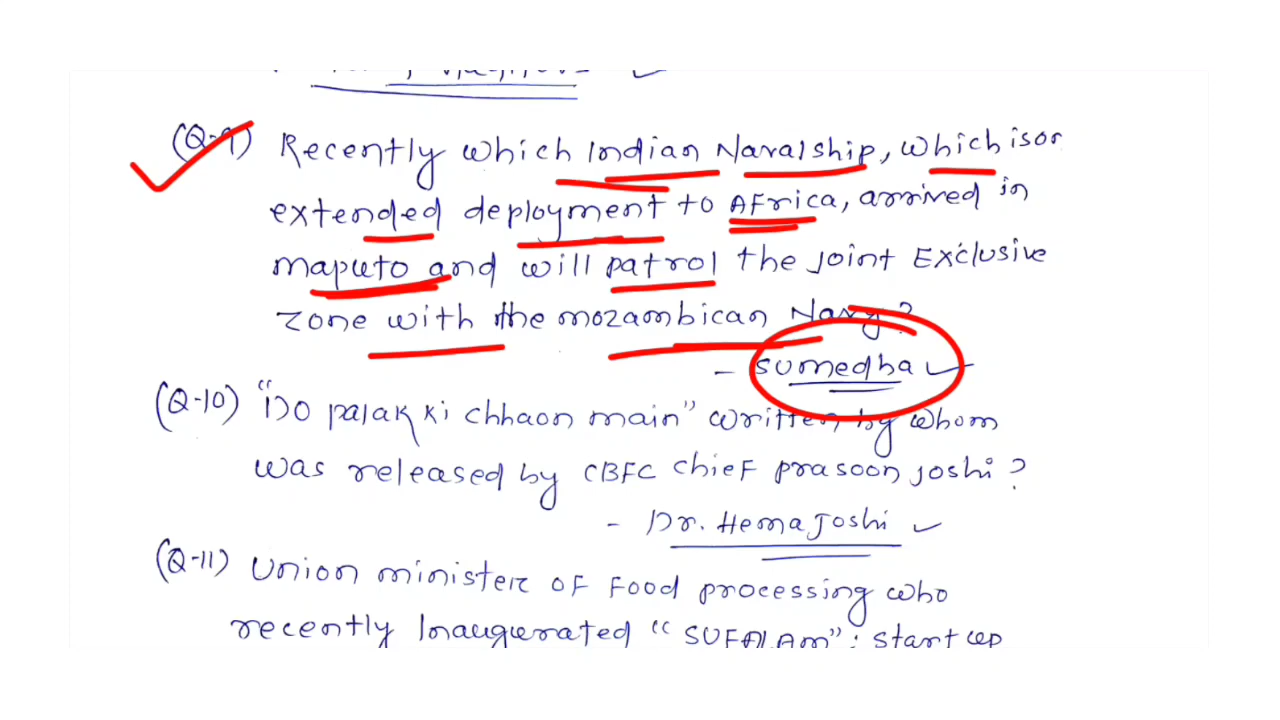 (Q-9) Recently which Indian Navalship, which isor
extended deployment to AFrica, arrived in
maputo and will patrol the Joint Exclusive
zone with the mozambican Navy?
- sumedha
(Q-10) "Do palak ki chhaon main" written by whom
was released by CBFC chief prasoon Joshi?
- Dr. Hema Joshi
(Q-11) Union minister of Food processing who
recently Inaugurated "SUFALAM": start up